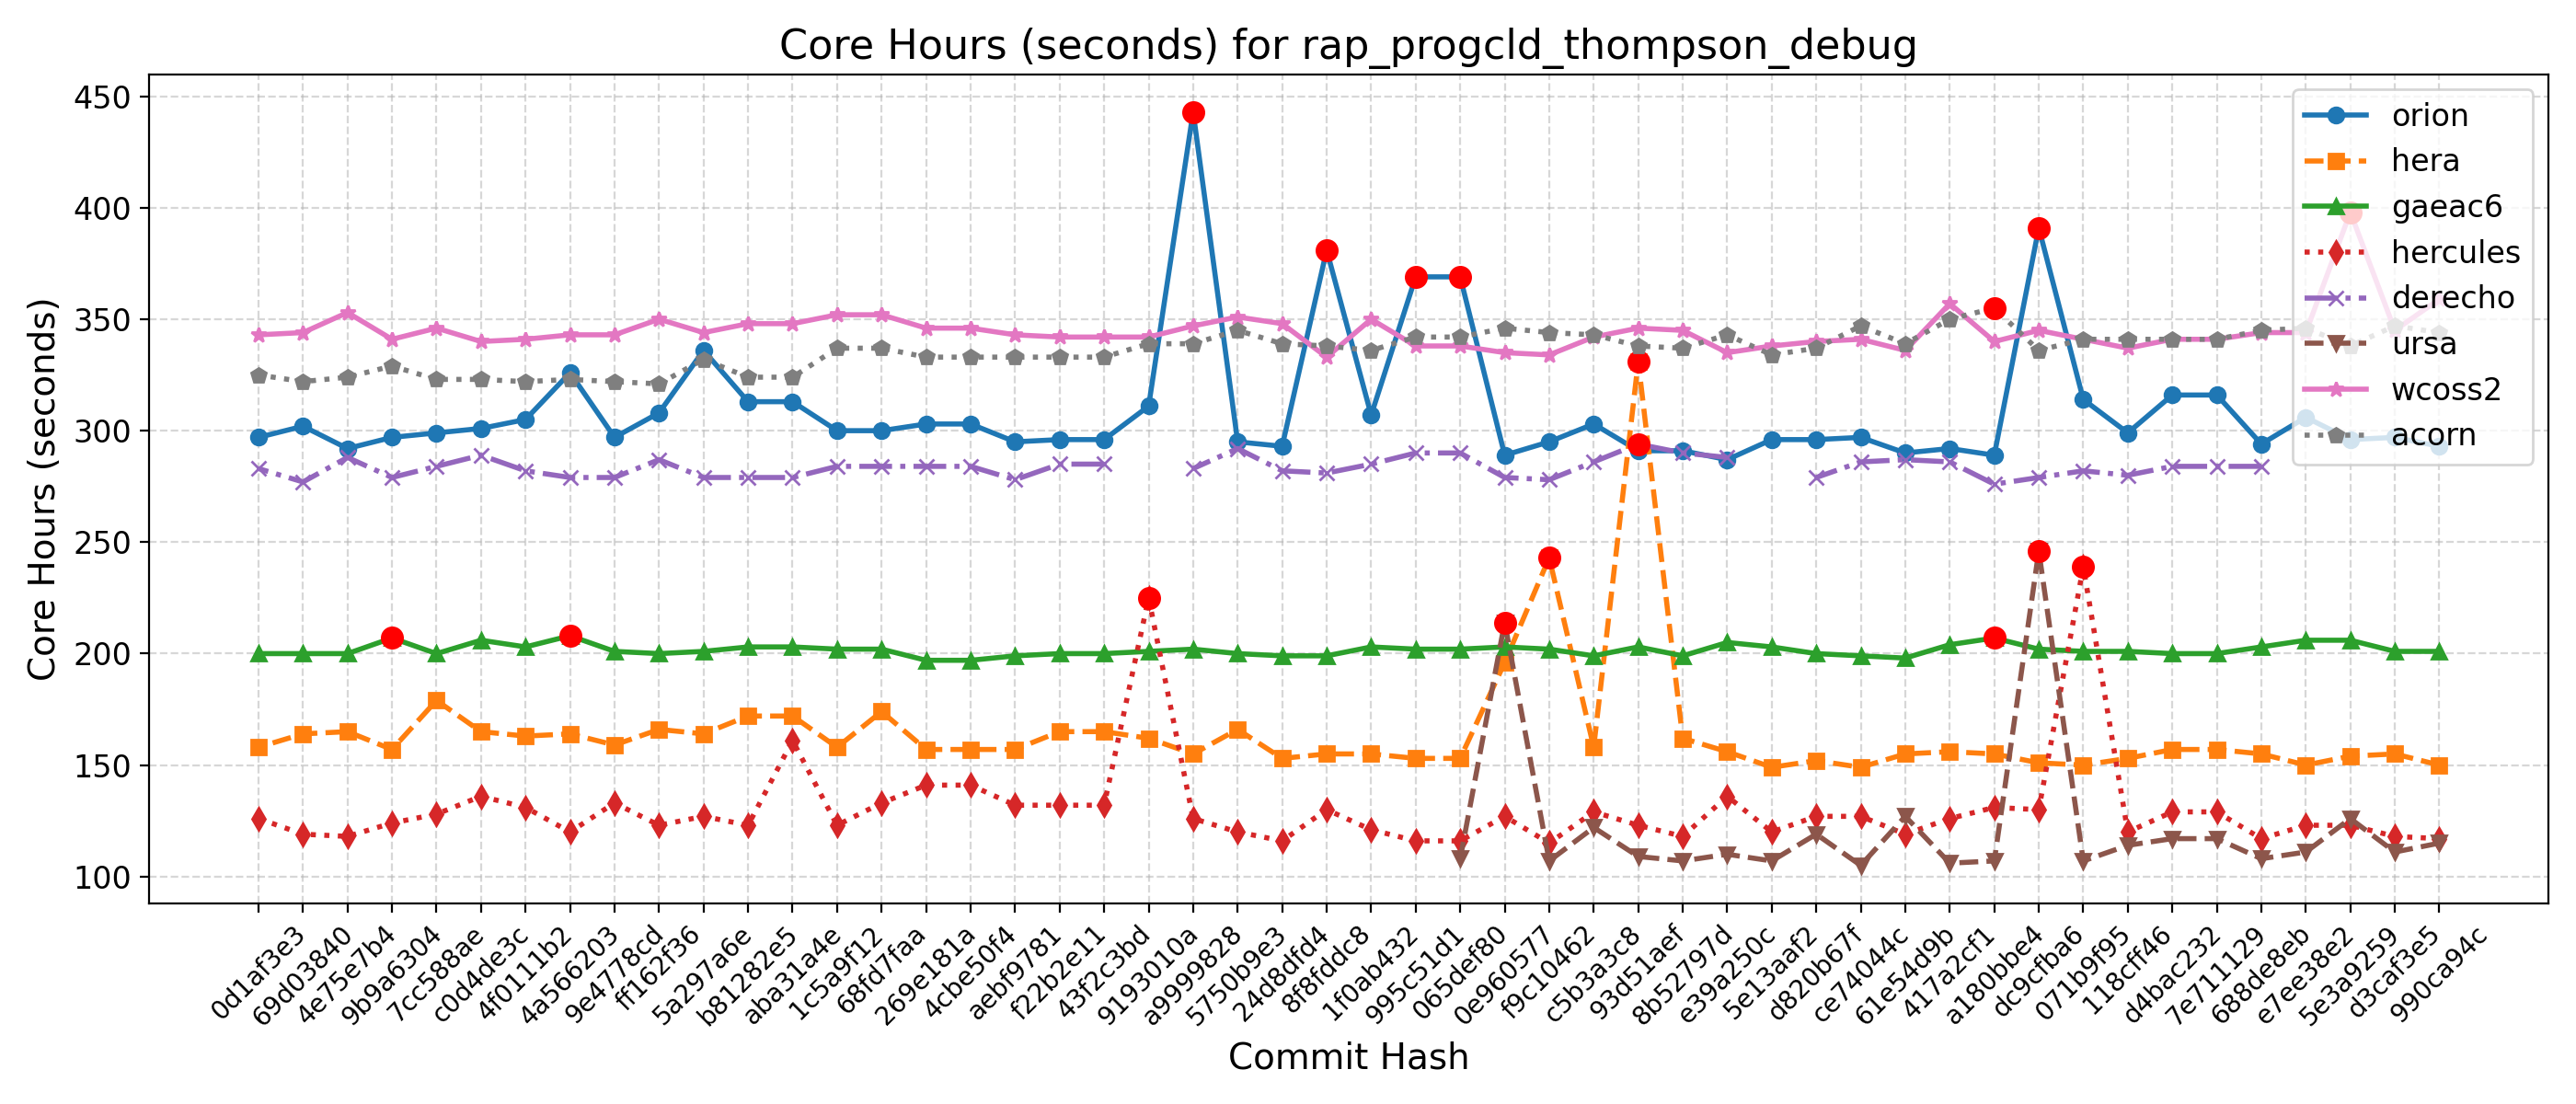 Core Hours (seconds) for rap_progcld_thompson_debug
Core Hours (seconds)
450
400
350
300
250
200
150
100
orion
hera
gaeac6
hercules
derecho
ursa
wcoss2
acorn
0d1af3e3
69d03840
4e75e7b4
9b9a6304
7cc588ae
c0d4de3c
4f0111b2
4a566203
9e4778cd
ff162f36
5a297a6e
b81282e5
aba31a4e
1c5a9f12
68fd7faa
269e181a
4cbe50f4
aebf9781
f22b2e11
43f2c3bd
9193010a
a9999828
5750b9e3
24d8dfd4
8f8fddc8
1f0ab432
995c51d1
065def80
0e960577
f9c10462
c5b3a3c8
93d51aef
8b52797d
e39a250c
5e13aaf2
d820b67f
ce74044c
61e54d9b
417a2cf1
a180bbe4
dc9cfba6
071b9f95
118cff46
d4bac232
7e711129
688de8eb
e7ee38e2
5e3a9259
d3caf3e5
990ca94c
Commit Hash